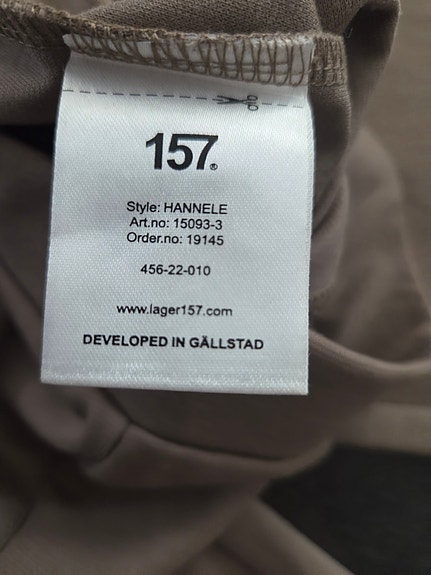 157.
Style: HANNELE
Art.no: 15093-3
Order.no: 19145
456-22-010
www.lager157.com
DEVELOPED IN GÄLLSTAD